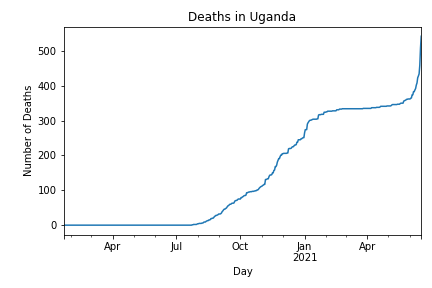 Deaths in Uganda
Number of Deaths
500
400
300
200
100
0
Apr
Jul
Oct
Jan
2021
Apr
Day